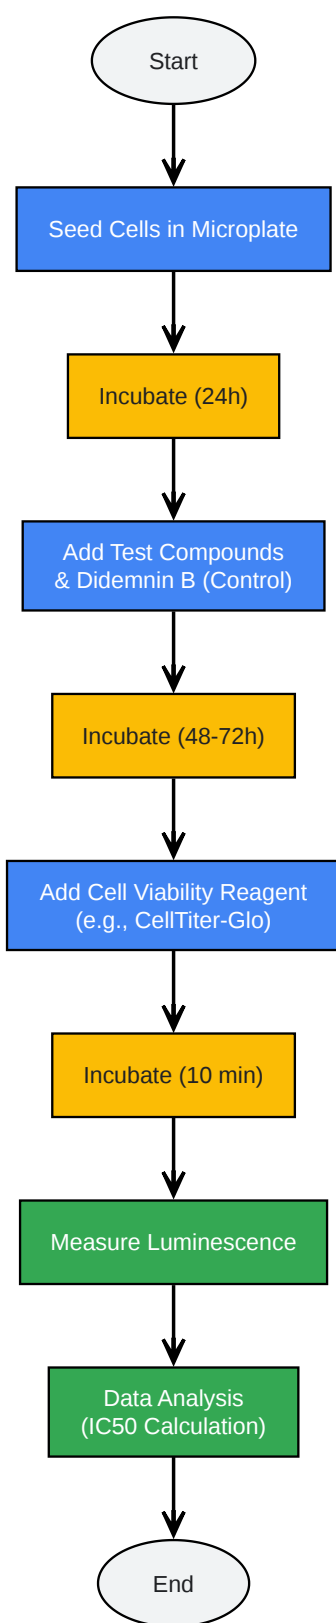 Start
Seed Cells in Microplate
Incubate (24h)
Add Test Compounds
& Didemnin B (Control)
Incubate (48-72h)
Add Cell Viability Reagent
(e.g., CellTiter-Glo)
Incubate (10 min)
Measure Luminescence
Data Analysis
(IC50 Calculation)
End